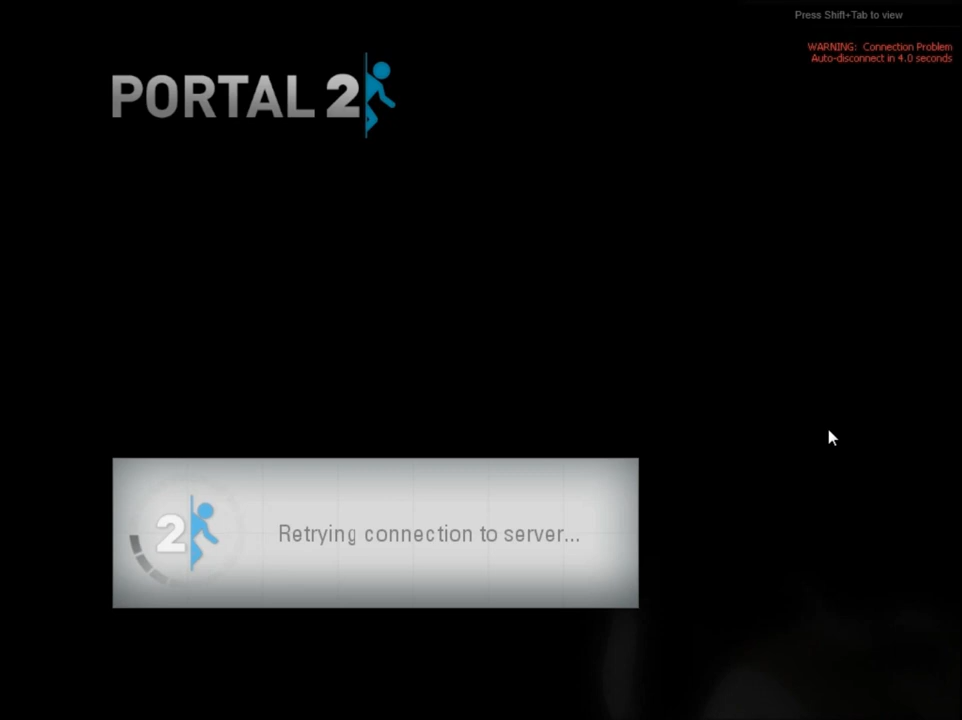 Press Shift+Tab to view
WARNING: Connection Problem
Auto-disconnect in 4.0 seconds
PORTAL 2
2
Retrying connection to server...